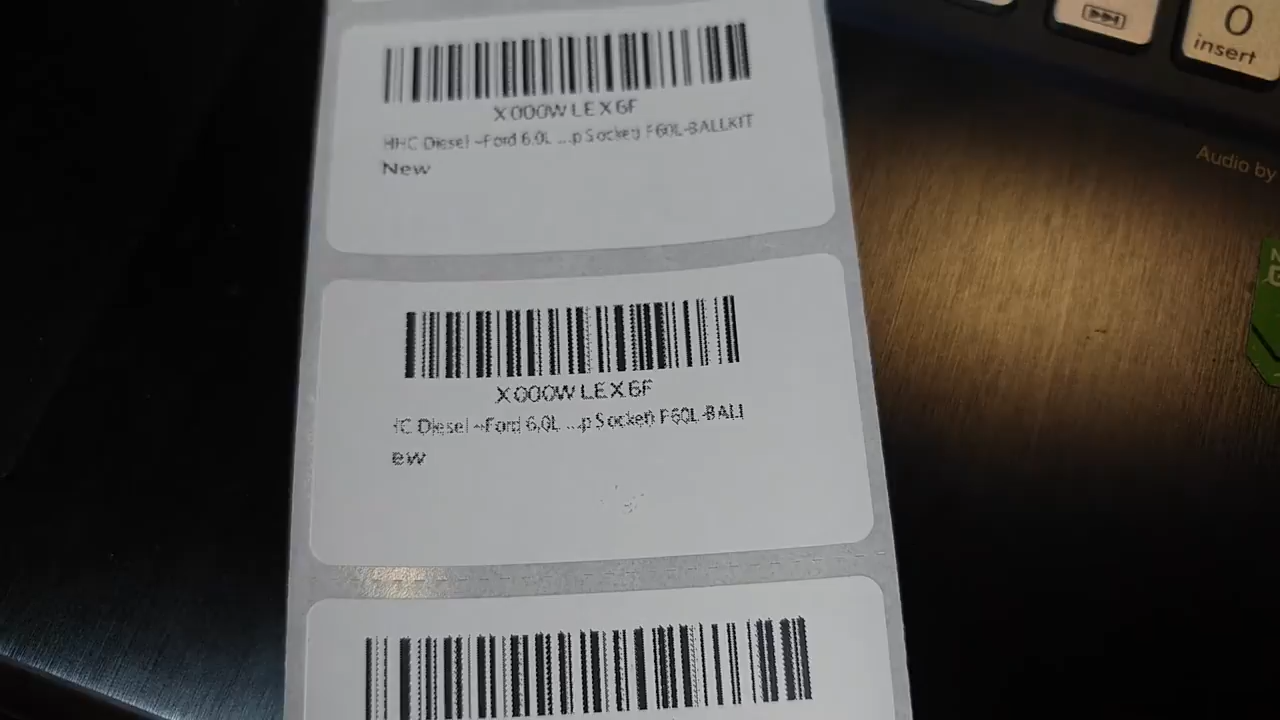 X000WLEX6F
HHC Diesel ~Ford 6.0L ...p Socket) F60L-BALLKIT
New
X000WLEX6F
C Diesel ~Ford 6.0L ...p Socket) F60L-BALL
ew
0
insert
Audio by